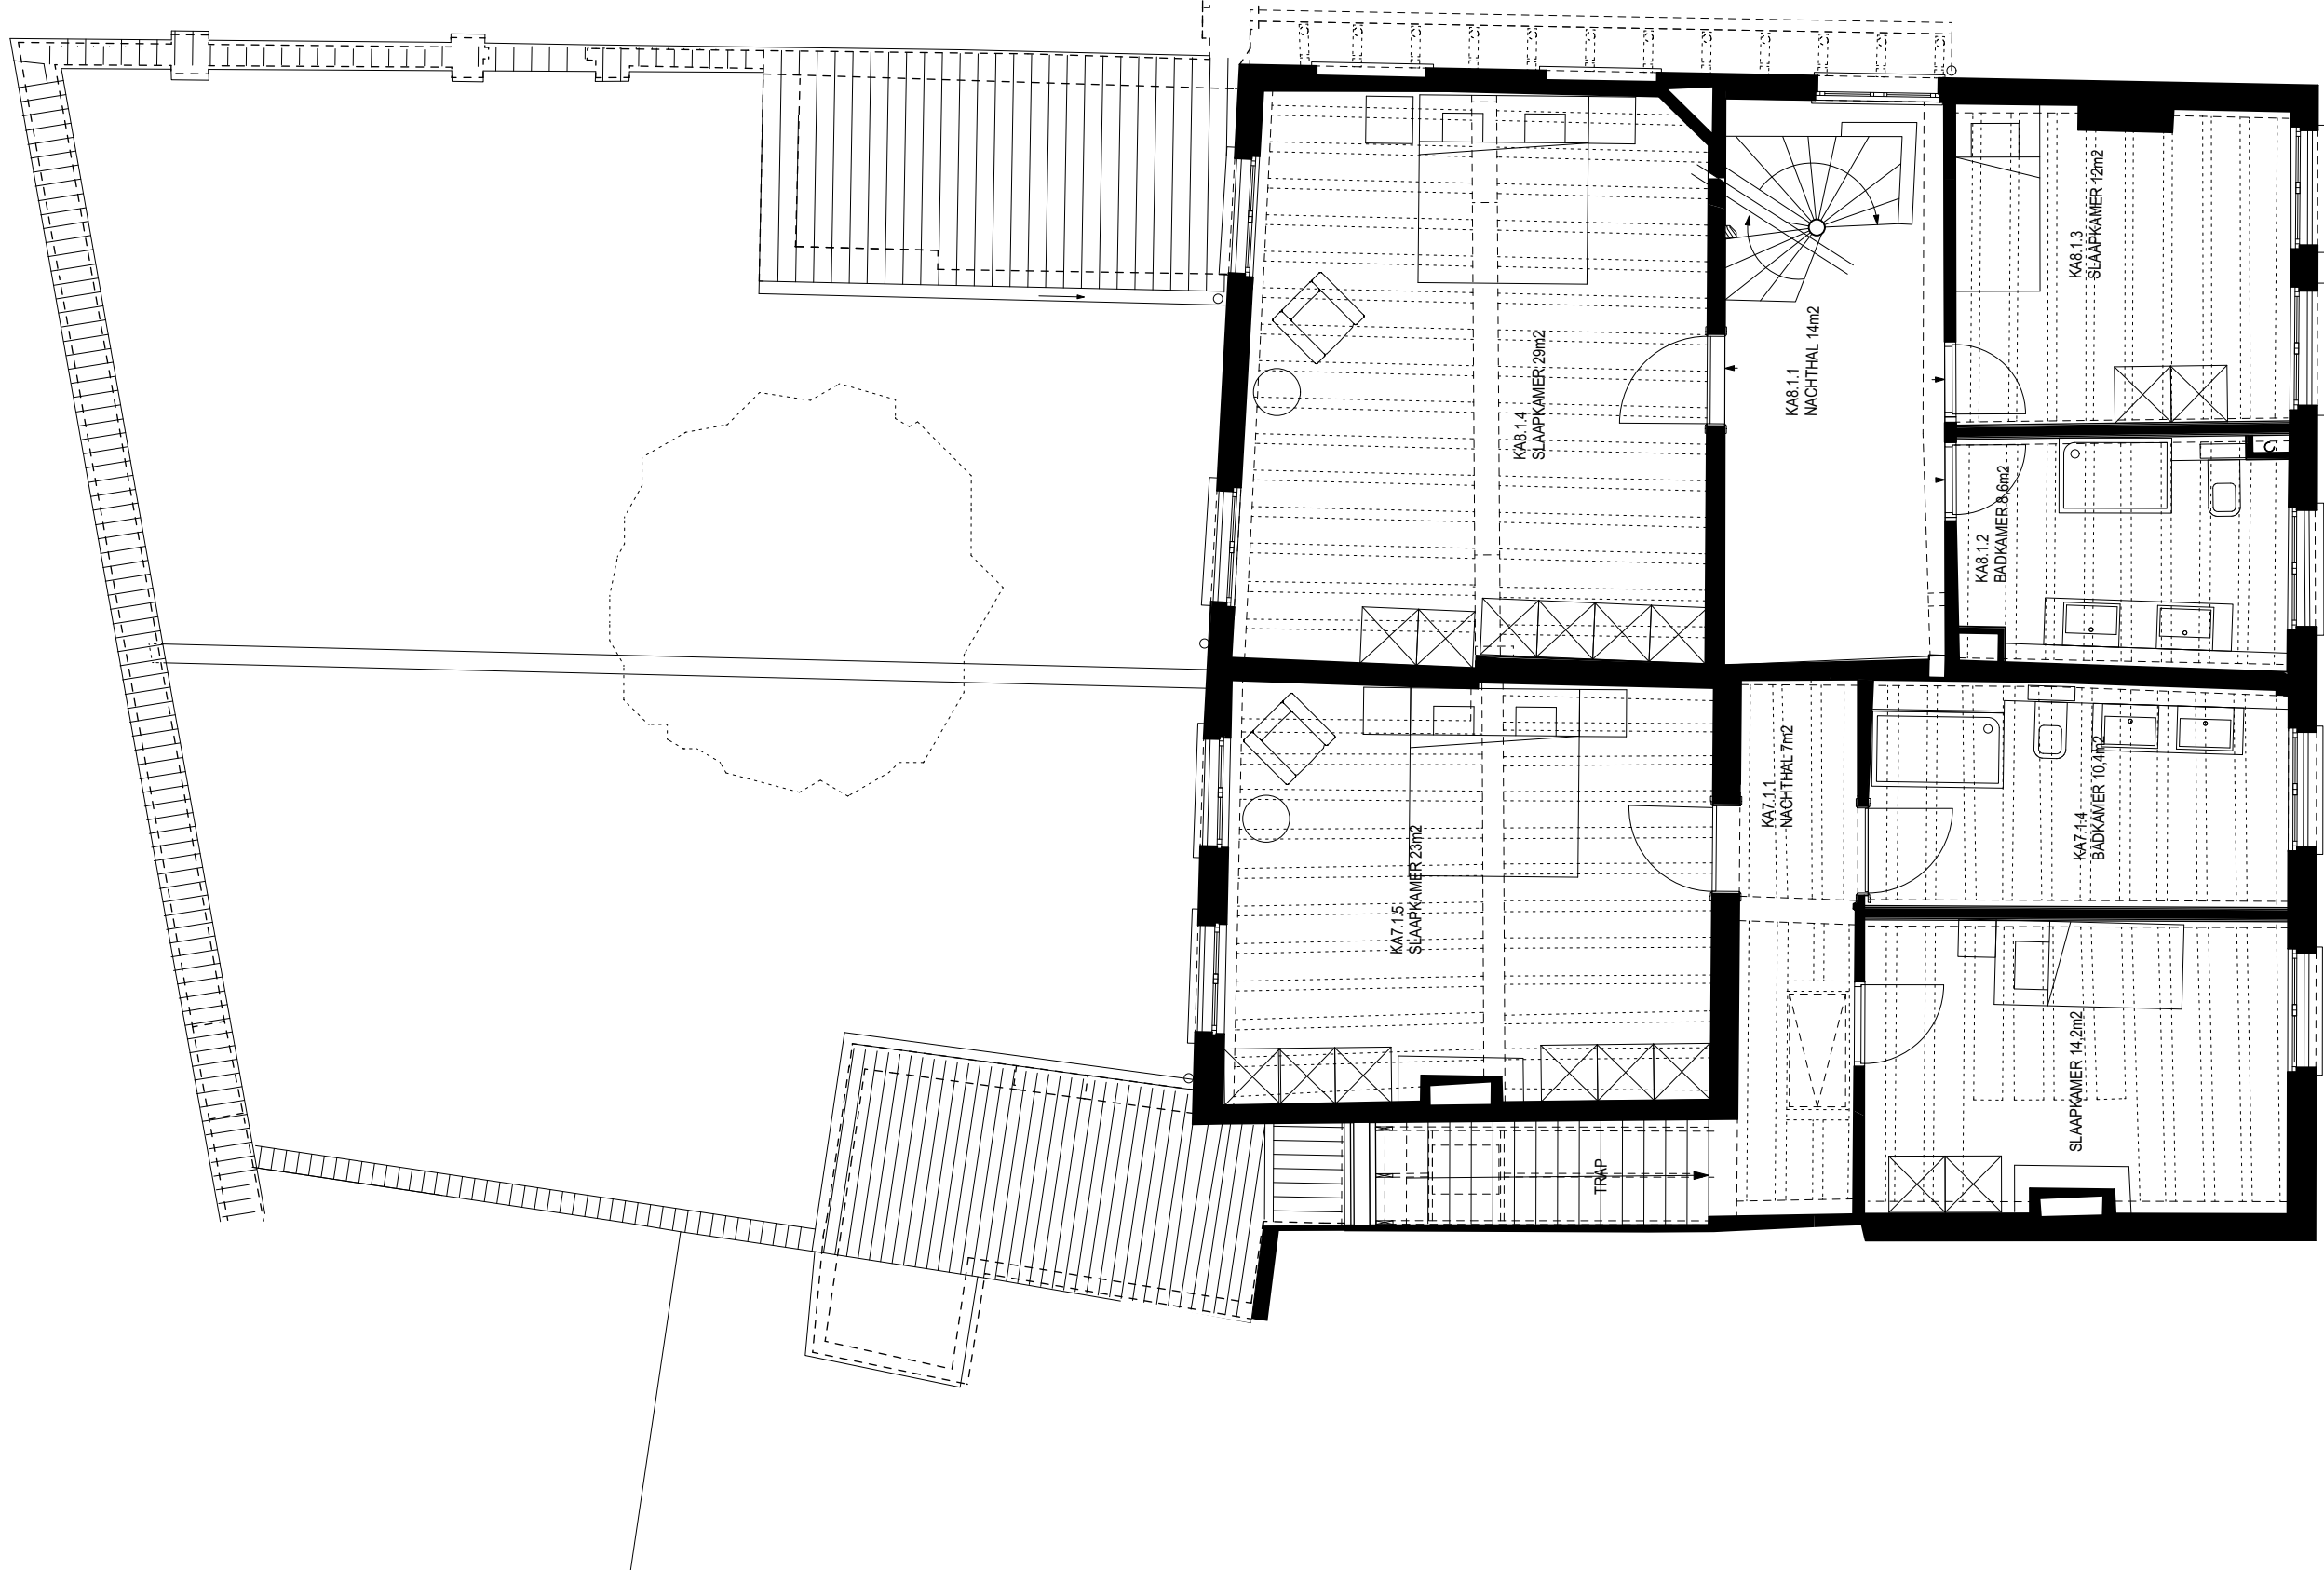 KA8.1.3
SLAAPKAMER 12m2
KA8.1.1
NACHTHAL 14m2
KA8.1.4
SLAAPKAMER 29m2
KA8.1.2
BADKAMER 8,6m2
KA7.1.1
NACHTHAL 7m2
KA7.1.4
BADKAMER 10,4m2
KA7.1.5
SLAAPKAMER 23m2
SLAAPKAMER 14,2m2
TRAP